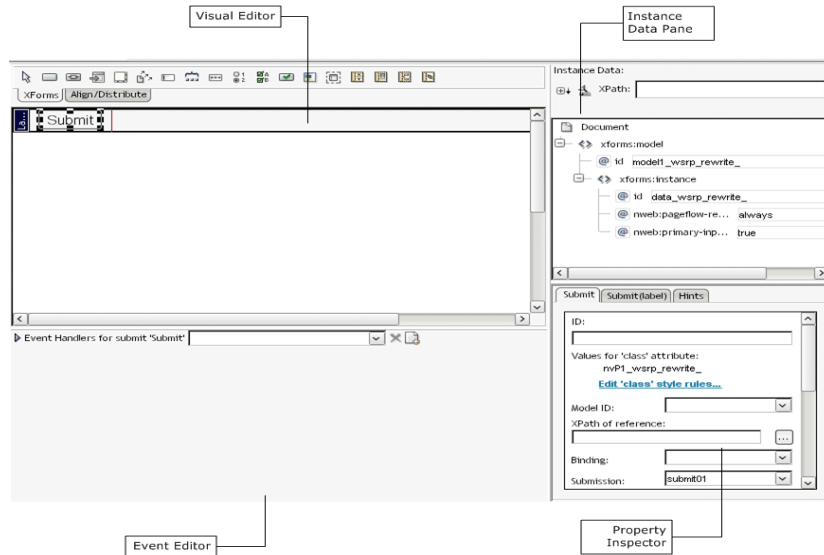 Visual Editor
Instance
Data Pane
Instance Data:
XPath:
XForms
Align/Distribute
La...
Submit
Document
xforms:model
id model1_wsrp_rewrite_
xforms:instance
id data_wsrp_rewrite_
nweb:pageflow-re... always
nweb:primary-inp... true
Event Handlers for submit 'Submit'
Submit
Submit(label)
Hints
ID:
Values for 'class' attribute:
nvP1_wsrp_rewrite_
Edit 'class' style rules...
Model ID:
XPath of reference:
...
Binding:
Submission: submit01
Event Editor
Property
Inspector